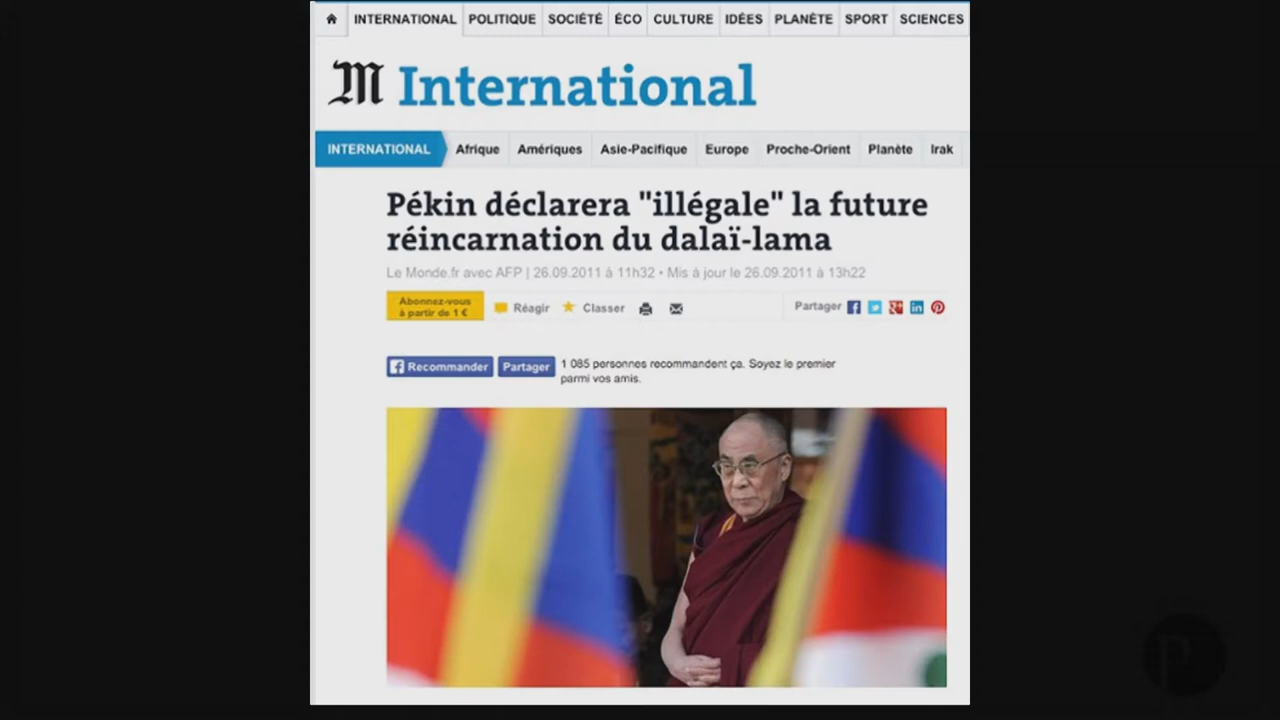 INTERNATIONAL POLITIQUE SOCIÉTÉ ÉCO CULTURE IDÉES PLANÈTE SPORT SCIENCES
M International
INTERNATIONAL Afrique Amériques Asie-Pacifique Europe Proche-Orient Planète Irak
Pékin déclarera "illégale" la future
réincarnation du dalaï-lama
Le Monde.fr avec AFP | 26.09.2011 à 11h32 • Mis à jour le 26.09.2011 à 13h22
Abonnez-vous
à partir de 1 €
Réagir Classer Partager
Recommander Partager 1 085 personnes recommandent ça. Soyez le premier
parmi vos amis.